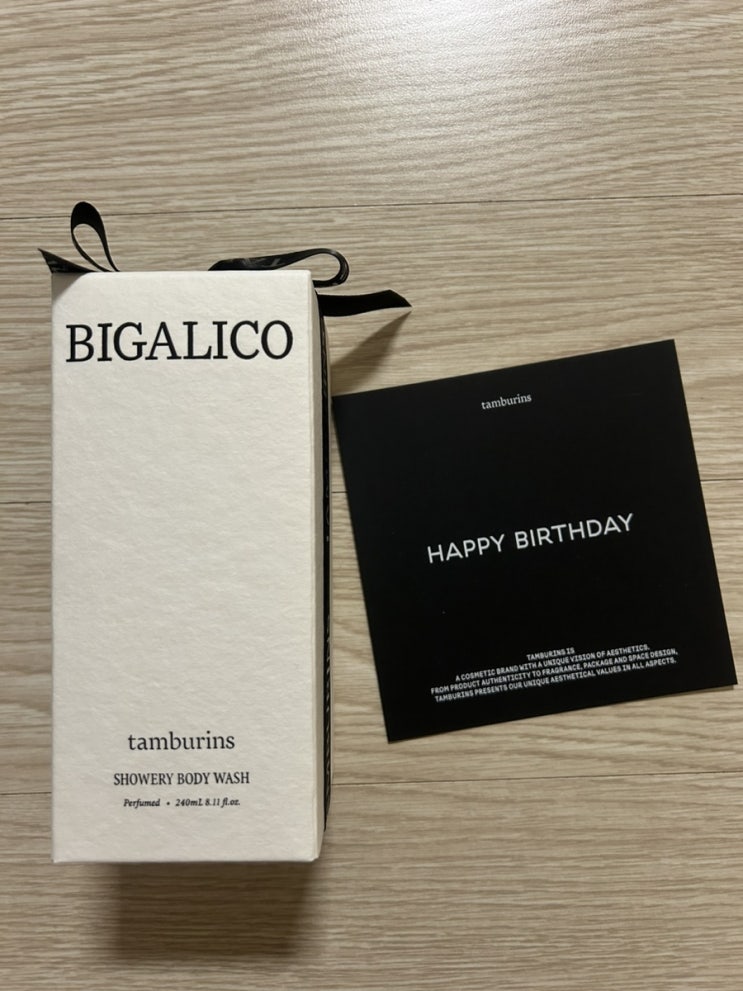 BIGALICO
tamburins
SHOWERY BODY WASH
Perfumed • 240mL 8.11 fl.oz.
tamburins
HAPPY BIRTHDAY
TAMBURINS IS
A COSMETIC BRAND WITH A UNIQUE VISION OF AESTHETICS.
FROM PRODUCT AUTHENTICITY TO FRAGRANCE, PACKAGE AND SPACE DESIGN,
TAMBURINS PRESENTS OUR UNIQUE AESTHETICAL VALUES IN ALL ASPECTS.